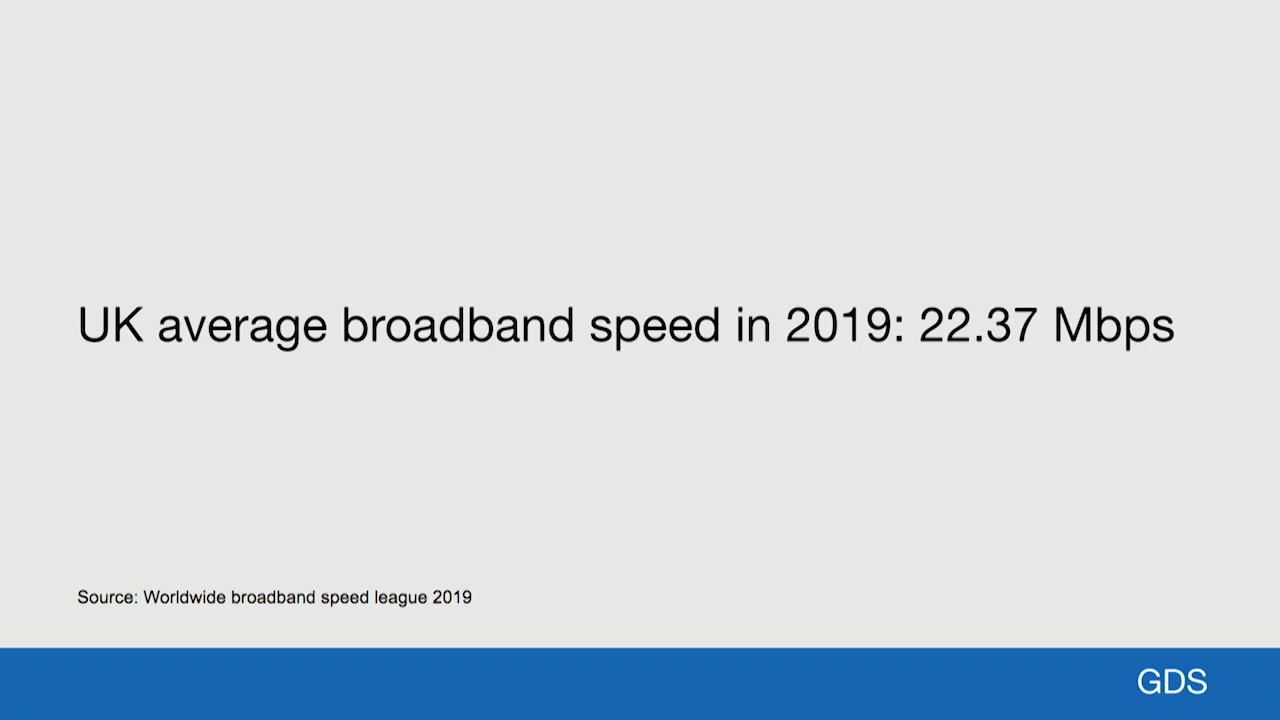 UK average broadband speed in 2019: 22.37 Mbps
Source: Worldwide broadband speed league 2019
GDS